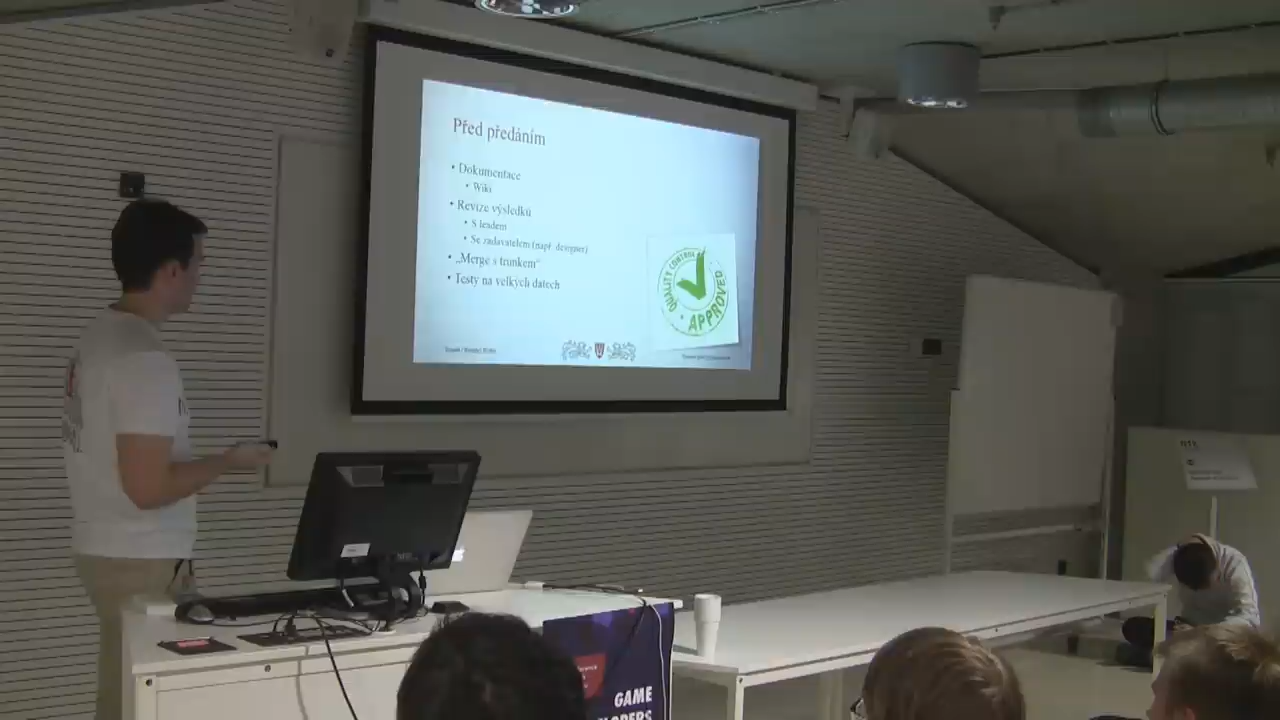 Před předáním
• Dokumentace
• Wiki
• Revize výsledků
• S leadem
• Se zadavatelem (např. designer)
• „Merge s trunkem“
• Testy na velkých datech
QUALITY CONTROL
• APPROVED •
GAME